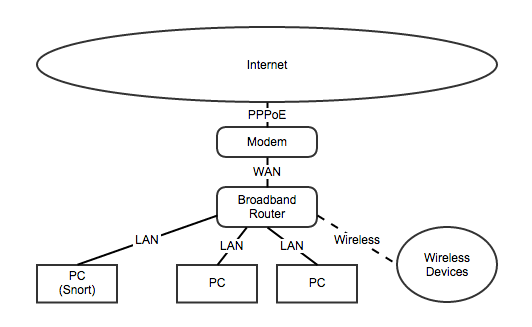 Internet
PPPoE
Modem
WAN
Broadband
Router
LAN
LAN
LAN
Wireless
PC
(Snort)
PC
PC
Wireless
Devices